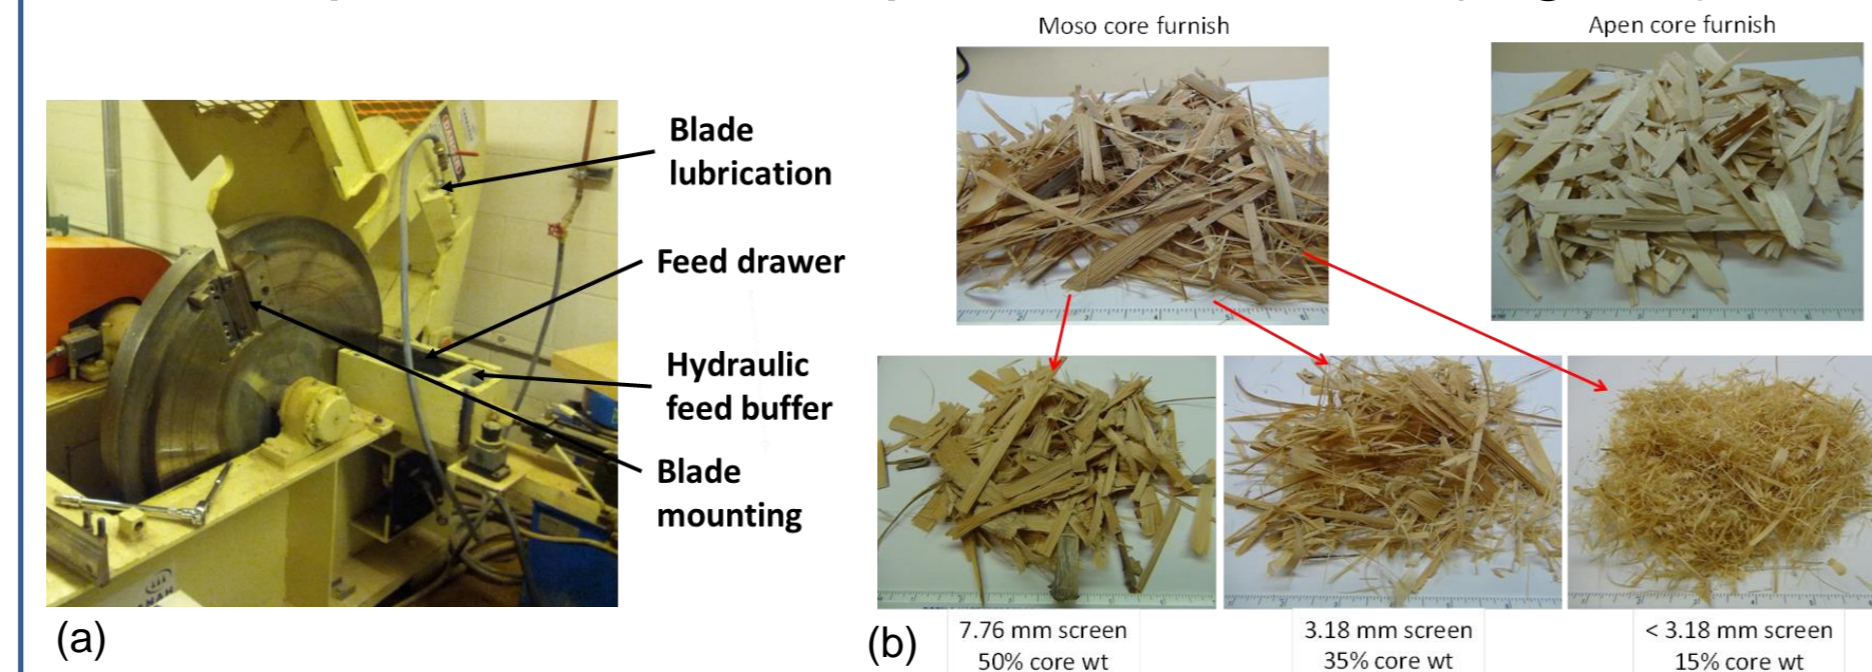 Blade
lubrication
Feed drawer
Hydraulic
feed buffer
Blade
mounting
(a)
Moso core furnish
Apen core furnish
7.76 mm screen
50% core wt
3.18 mm screen
35% core wt
< 3.18 mm screen
15% core wt
(b)
DANGER